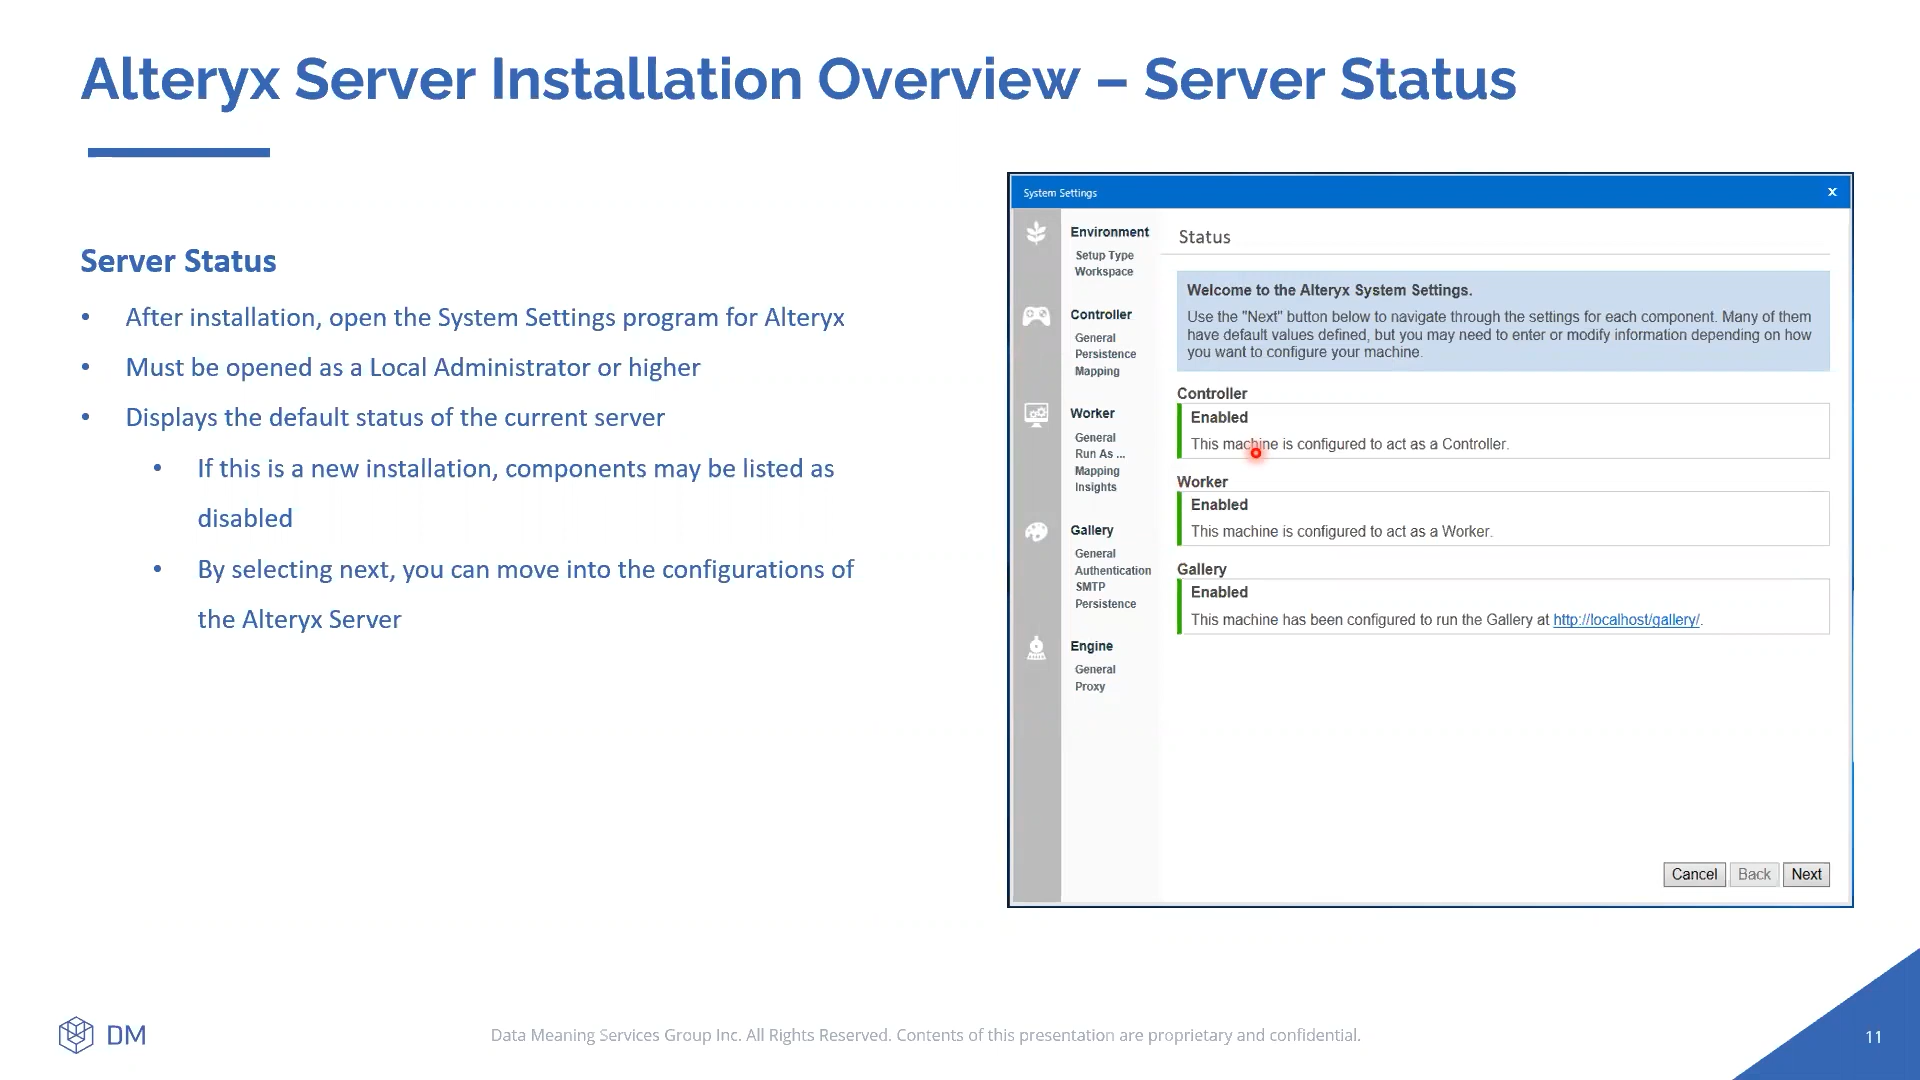 Alteryx Server Installation Overview – Server Status
Server Status
• After installation, open the System Settings program for Alteryx
• Must be opened as a Local Administrator or higher
• Displays the default status of the current server
• If this is a new installation, components may be listed as
disabled
• By selecting next, you can move into the configurations of
the Alteryx Server
System Settings
x
Environment
Setup Type
Workspace
Controller
General
Persistence
Mapping
Worker
General
Run As ...
Mapping
Insights
Gallery
General
Authentication
SMTP
Persistence
Engine
General
Proxy
Status
Welcome to the Alteryx System Settings.
Use the "Next" button below to navigate through the settings for each component. Many of them
have default values defined, but you may need to enter or modify information depending on how
you want to configure your machine.
Controller
Enabled
This machine is configured to act as a Controller.
Worker
Enabled
This machine is configured to act as a Worker.
Gallery
Enabled
This machine has been configured to run the Gallery at http://localhost/gallery/.
Cancel Back Next
DM
Data Meaning Services Group Inc. All Rights Reserved. Contents of this presentation are proprietary and confidential.
11